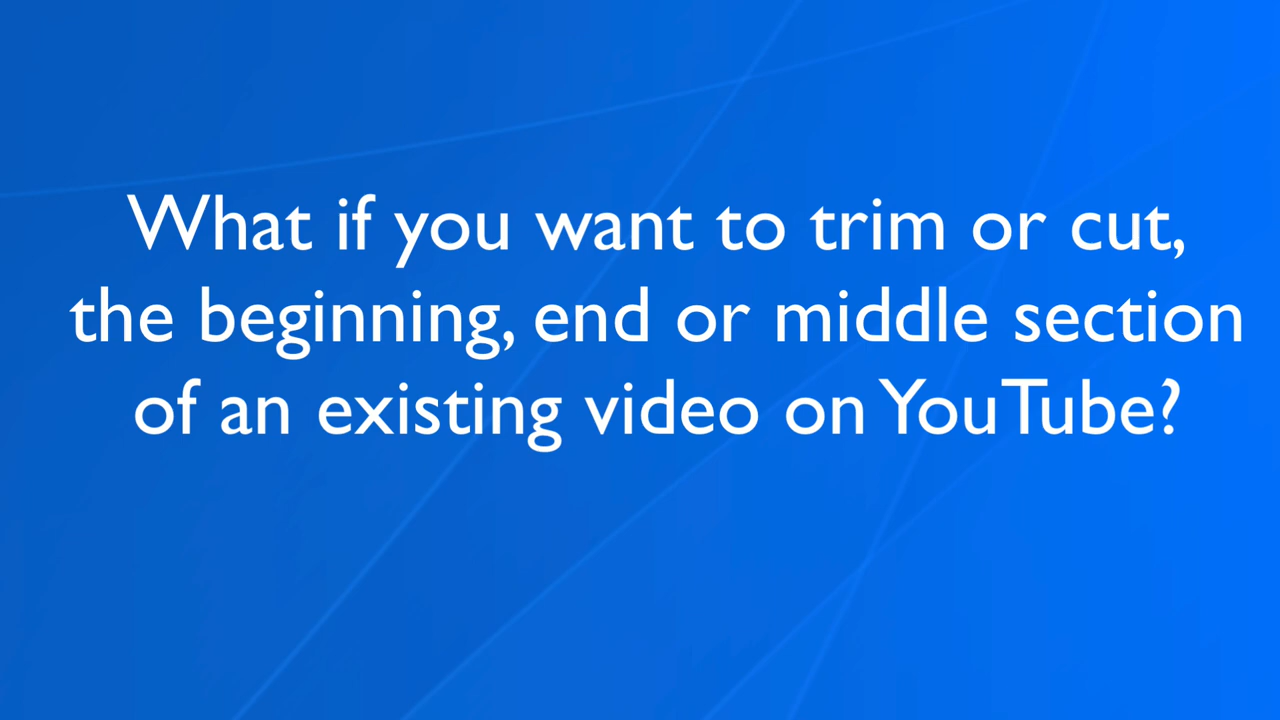 What if you want to trim or cut,
the beginning, end or middle section
of an existing video on YouTube?